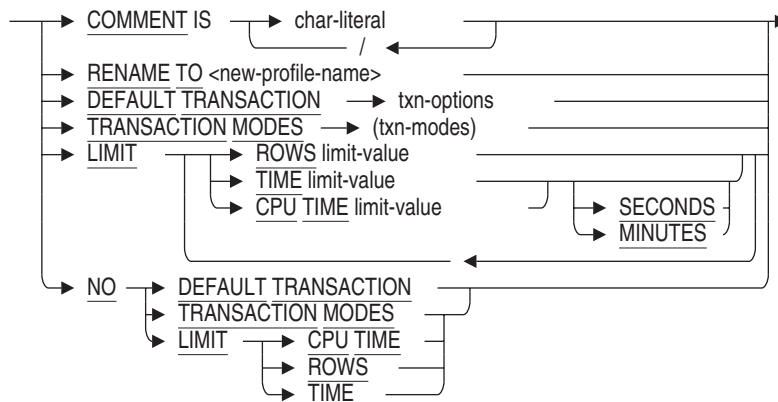 COMMENT IS char-literal
/
RENAME TO <new-profile-name>
DEFAULT TRANSACTION txn-options
TRANSACTION MODES (txn-modes)
LIMIT ROWS limit-value
TIME limit-value
CPU TIME limit-value SECONDS
MINUTES
NO DEFAULT TRANSACTION
TRANSACTION MODES
LIMIT CPU TIME
ROWS
TIME